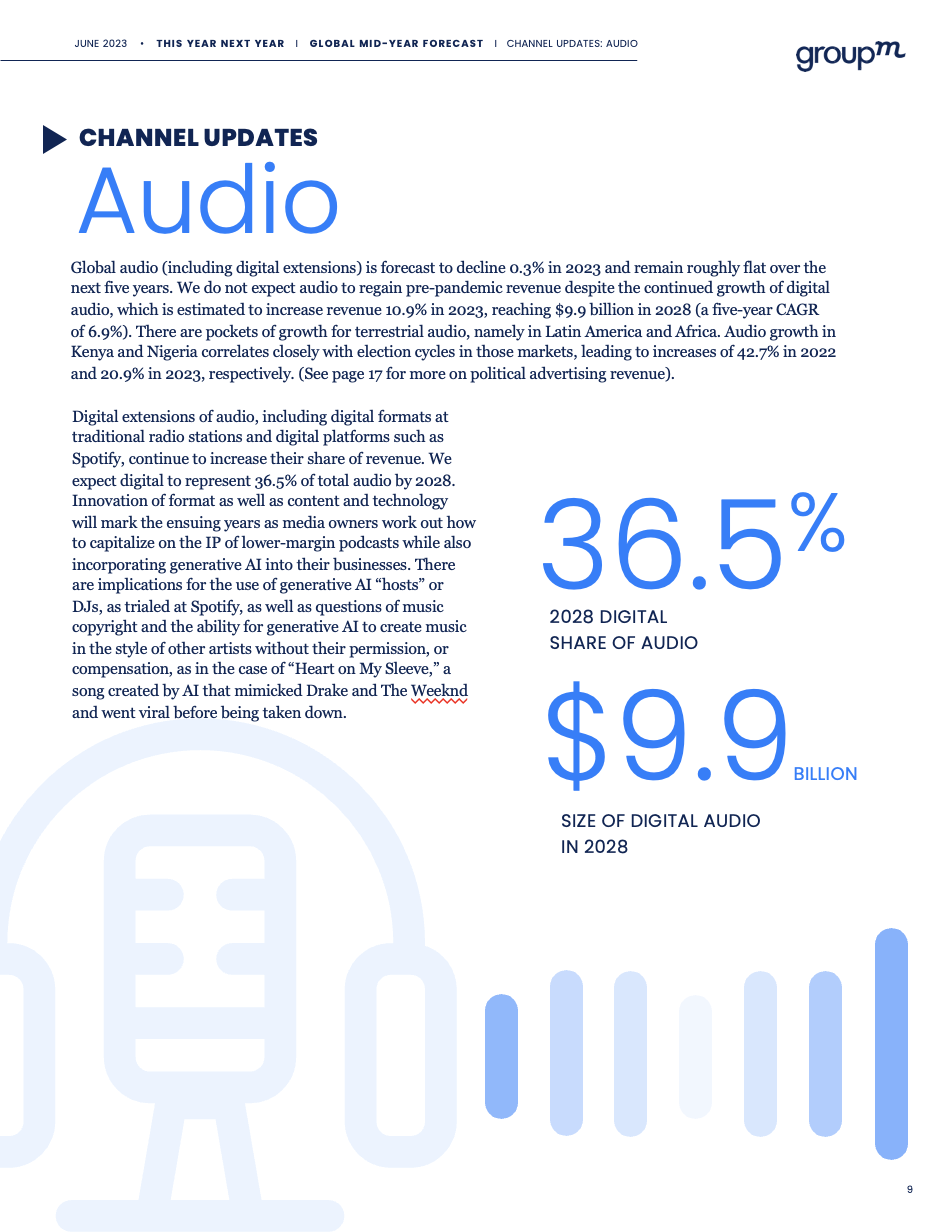 JUNE 2023 • THIS YEAR NEXT YEAR I GLOBAL MID-YEAR FORECAST I CHANNEL UPDATES: AUDIO
groupm
CHANNEL UPDATES
Audio
Global audio (including digital extensions) is forecast to decline 0.3% in 2023 and remain roughly flat over the
next five years. We do not expect audio to regain pre-pandemic revenue despite the continued growth of digital
audio, which is estimated to increase revenue 10.9% in 2023, reaching $9.9 billion in 2028 (a five-year CAGR
of 6.9%). There are pockets of growth for terrestrial audio, namely in Latin America and Africa. Audio growth in
Kenya and Nigeria correlates closely with election cycles in those markets, leading to increases of 42.7% in 2022
and 20.9% in 2023, respectively. (See page 17 for more on political advertising revenue).
Digital extensions of audio, including digital formats at
traditional radio stations and digital platforms such as
Spotify, continue to increase their share of revenue. We
expect digital to represent 36.5% of total audio by 2028.
Innovation of format as well as content and technology
will mark the ensuing years as media owners work out how
to capitalize on the IP of lower-margin podcasts while also
incorporating generative AI into their businesses. There
are implications for the use of generative AI “hosts” or
DJs, as trialed at Spotify, as well as questions of music
copyright and the ability for generative AI to create music
in the style of other artists without their permission, or
compensation, as in the case of “Heart on My Sleeve,” a
song created by AI that mimicked Drake and The Weeknd
and went viral before being taken down.
36.5%
2028 DIGITAL
SHARE OF AUDIO
$9.9 BILLION
SIZE OF DIGITAL AUDIO
IN 2028
9